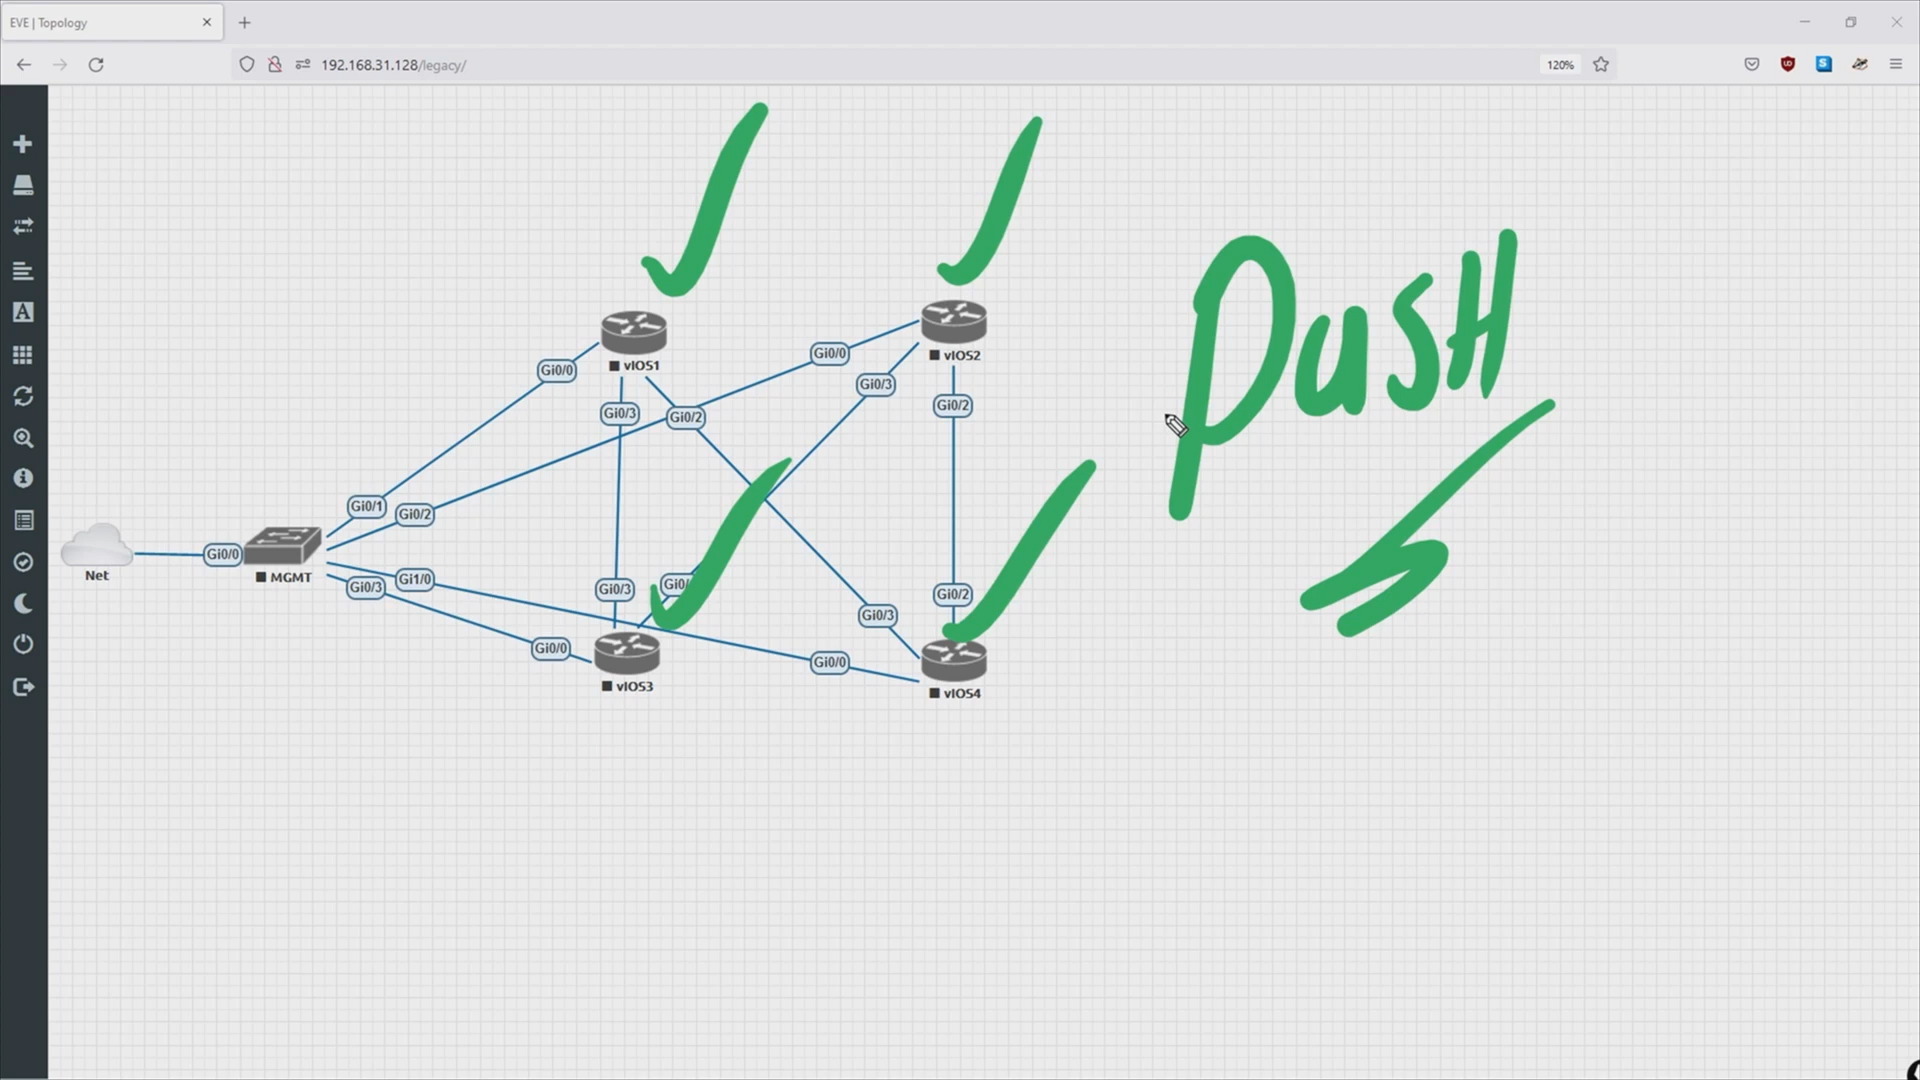 EVE | Topology
192.168.31.128/legacy/
120%
PusH
vIOS1
vIOS2
Gi0/0
Gi0/0
Gi0/3
Gi0/3
Gi0/2
Gi0/2
Gi0/1
Gi0/2
Gi0/0
Net
MGMT
Gi0/3
Gi1/0
Gi0/3
Gi0/
Gi0/2
Gi0/3
Gi0/0
Gi0/0
vIOS3
vIOS4